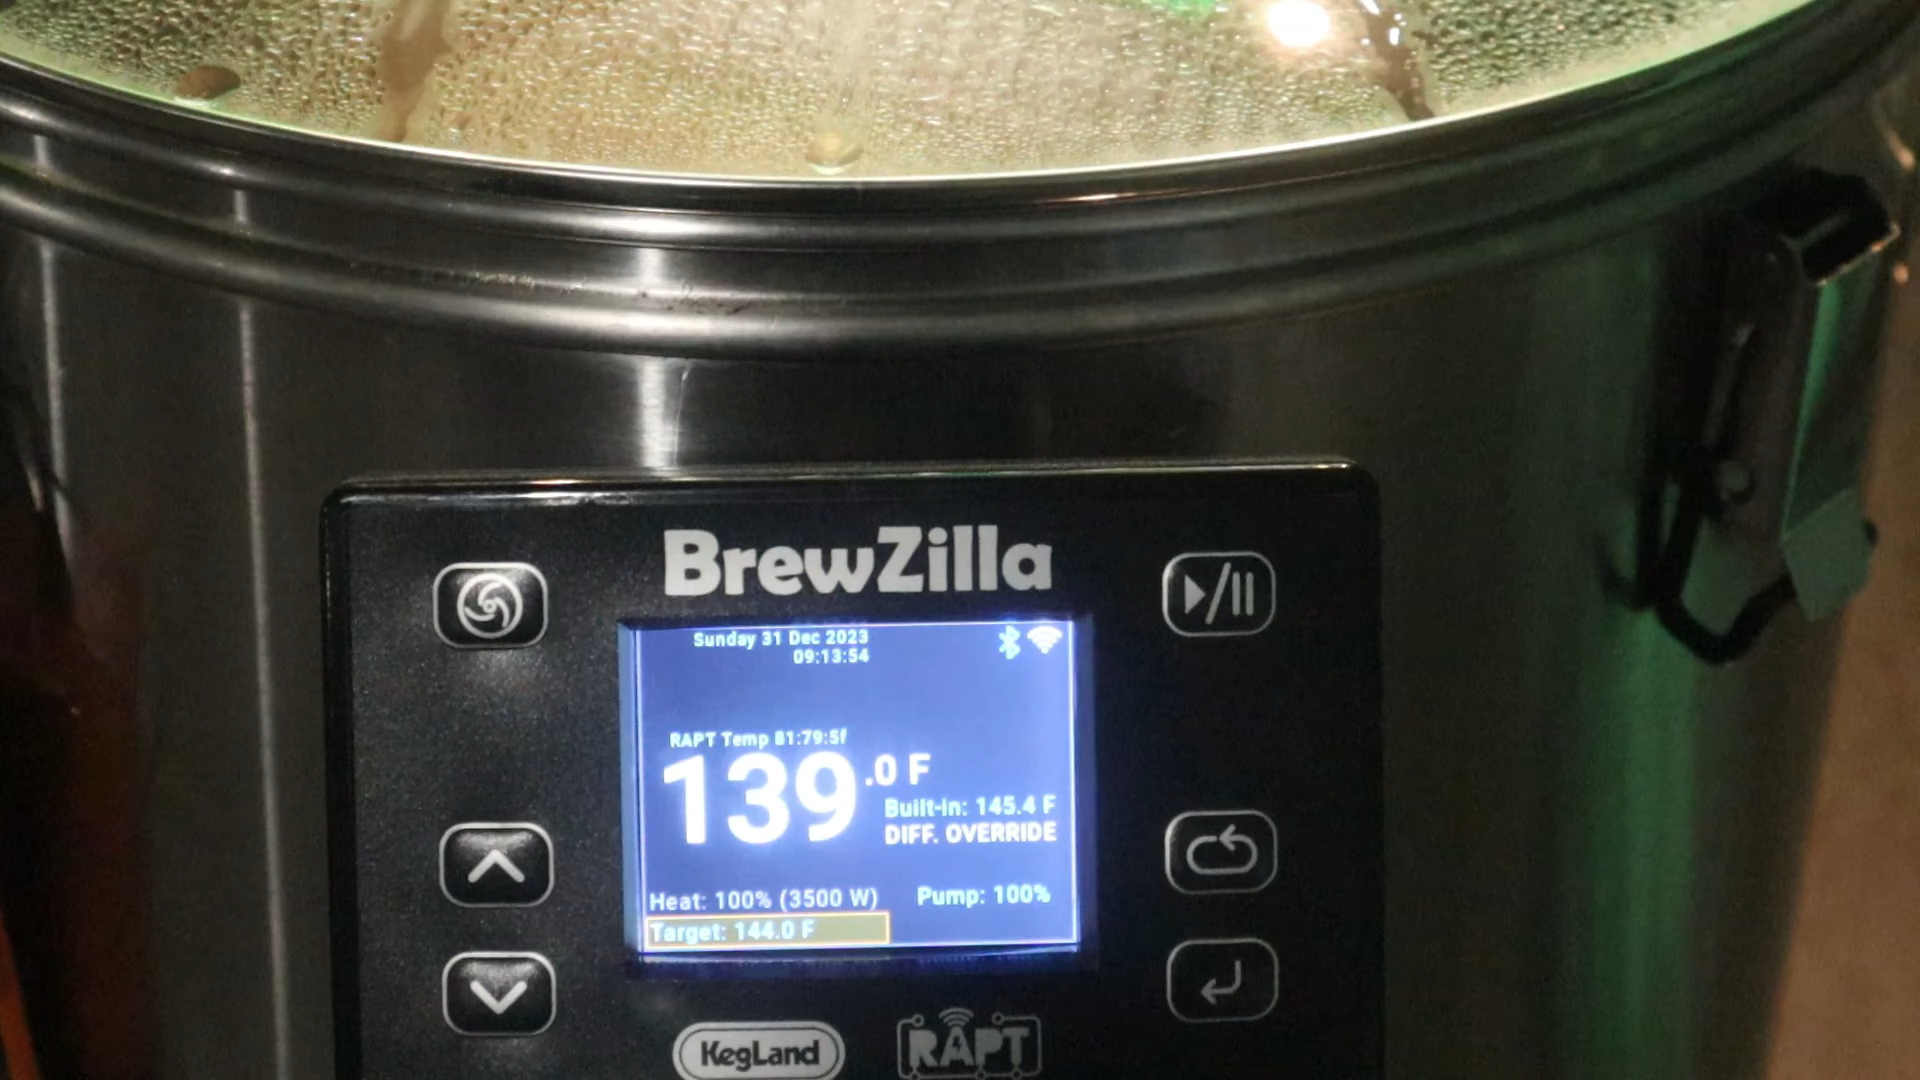 BrewZilla
Sunday 31 Dec 2023
09:13:54
RAPT Temp 81:79:5f
139.0 F
Built-in: 145.4 F
DIFF. OVERRIDE
Heat: 100% (3500 W)
Pump: 100%
Target: 144.0 F
KegLand
RAPT